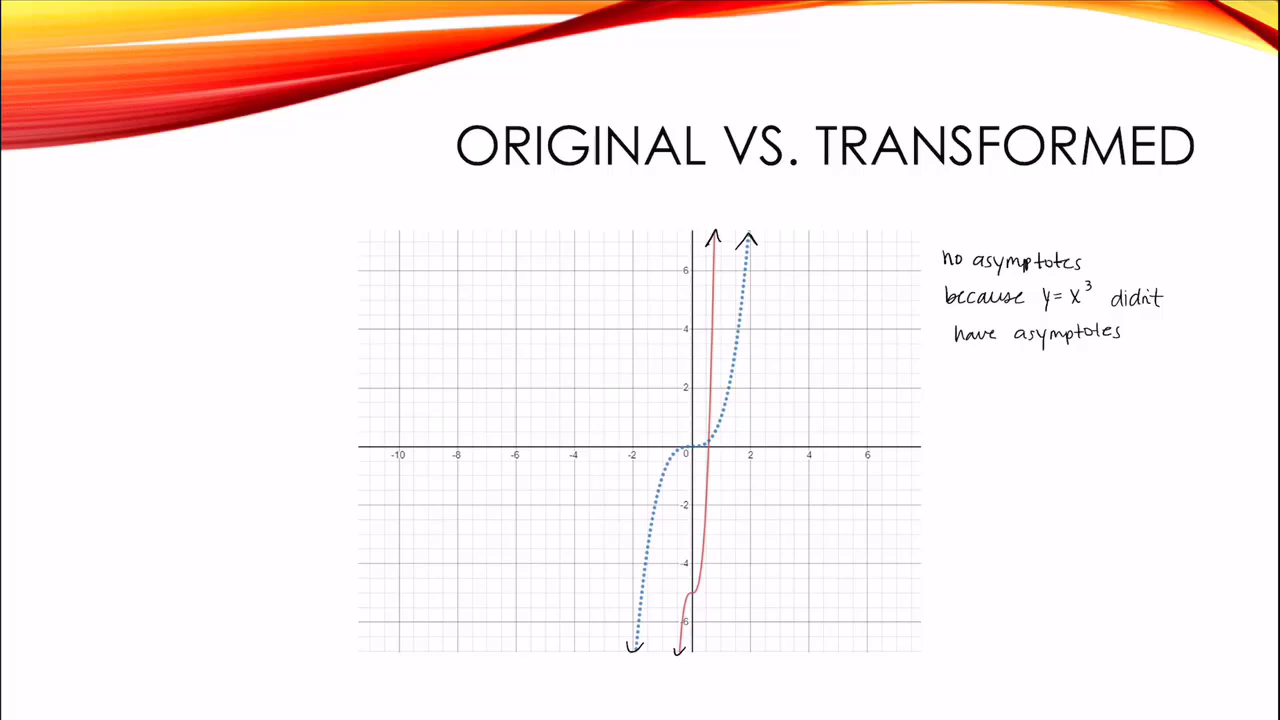 ORIGINAL VS. TRANSFORMED
no asymptotes
because y = x³ didn't
have asymptotes
6
4
2
-10 -8 -6 -4 -2 0 2 4 6
-2
-4
-6